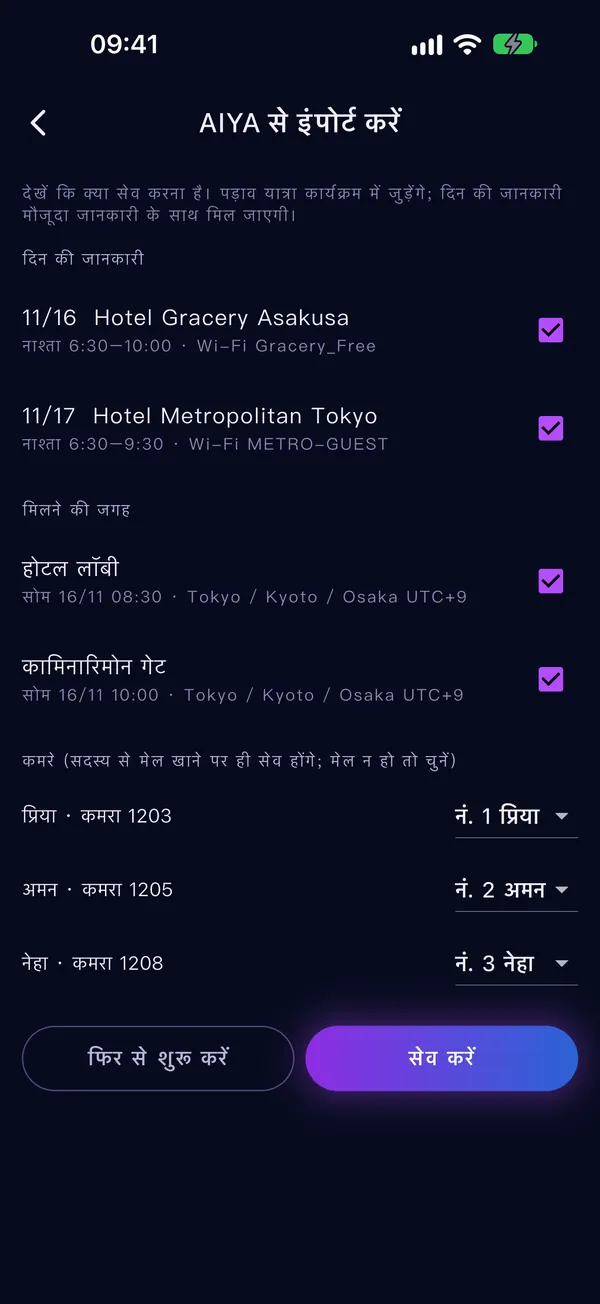 09:41
AIYA से इंपोर्ट करें
देखें कि क्या सेव करना है। पड़ाव यात्रा कार्यक्रम में जुड़ेंगे; दिन की जानकारी
मौजूदा जानकारी के साथ मिल जाएगी।
दिन की जानकारी
11/16 Hotel Gracery Asakusa
नाश्ता 6:30–10:00 · Wi-Fi Gracery_Free
11/17 Hotel Metropolitan Tokyo
नाश्ता 6:30–9:30 · Wi-Fi METRO-GUEST
मिलने की जगह
होटल लॉबी
सोम 16/11 08:30 · Tokyo / Kyoto / Osaka UTC+9
कामिनारिमोन गेट
सोम 16/11 10:00 · Tokyo / Kyoto / Osaka UTC+9
कमरे (सदस्य से मेल खाने पर ही सेव होंगे; मेल न हो तो चुनें)
प्रिया · कमरा 1203 नं. 1 प्रिया
अमन · कमरा 1205 नं. 2 अमन
नेहा · कमरा 1208 नं. 3 नेहा
फिर से शुरू करें सेव करें